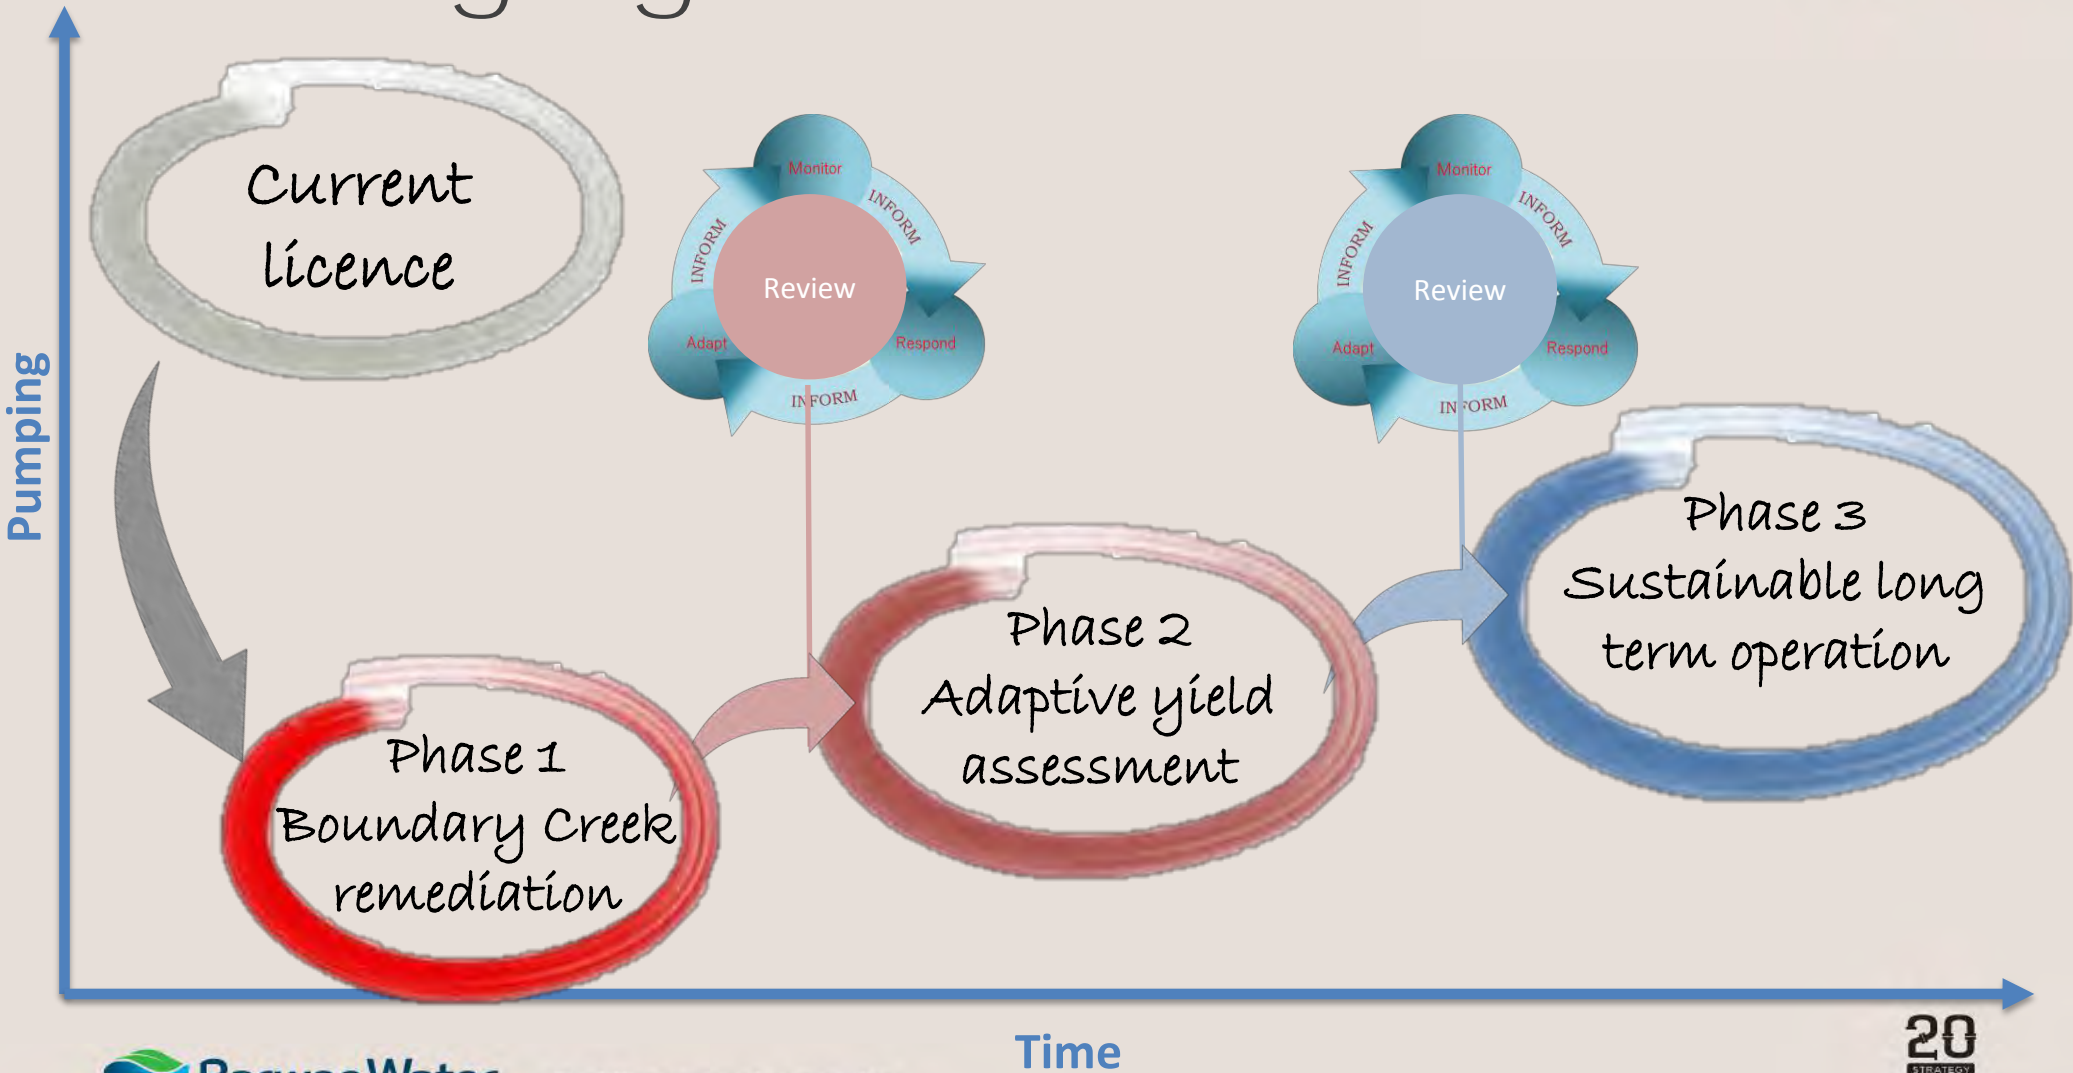 Current
licence
Monitor
INFORM
INFORM
Review
Adapt
Respond
INFORM
Monitor
INFORM
INFORM
Review
Adapt
Respond
INFORM
Pumping
Phase 3
Sustainable long
term operation
Phase 2
Adaptive yield
assessment
Phase 1
Boundary Creek
remediation
Time
20
STRATEGY